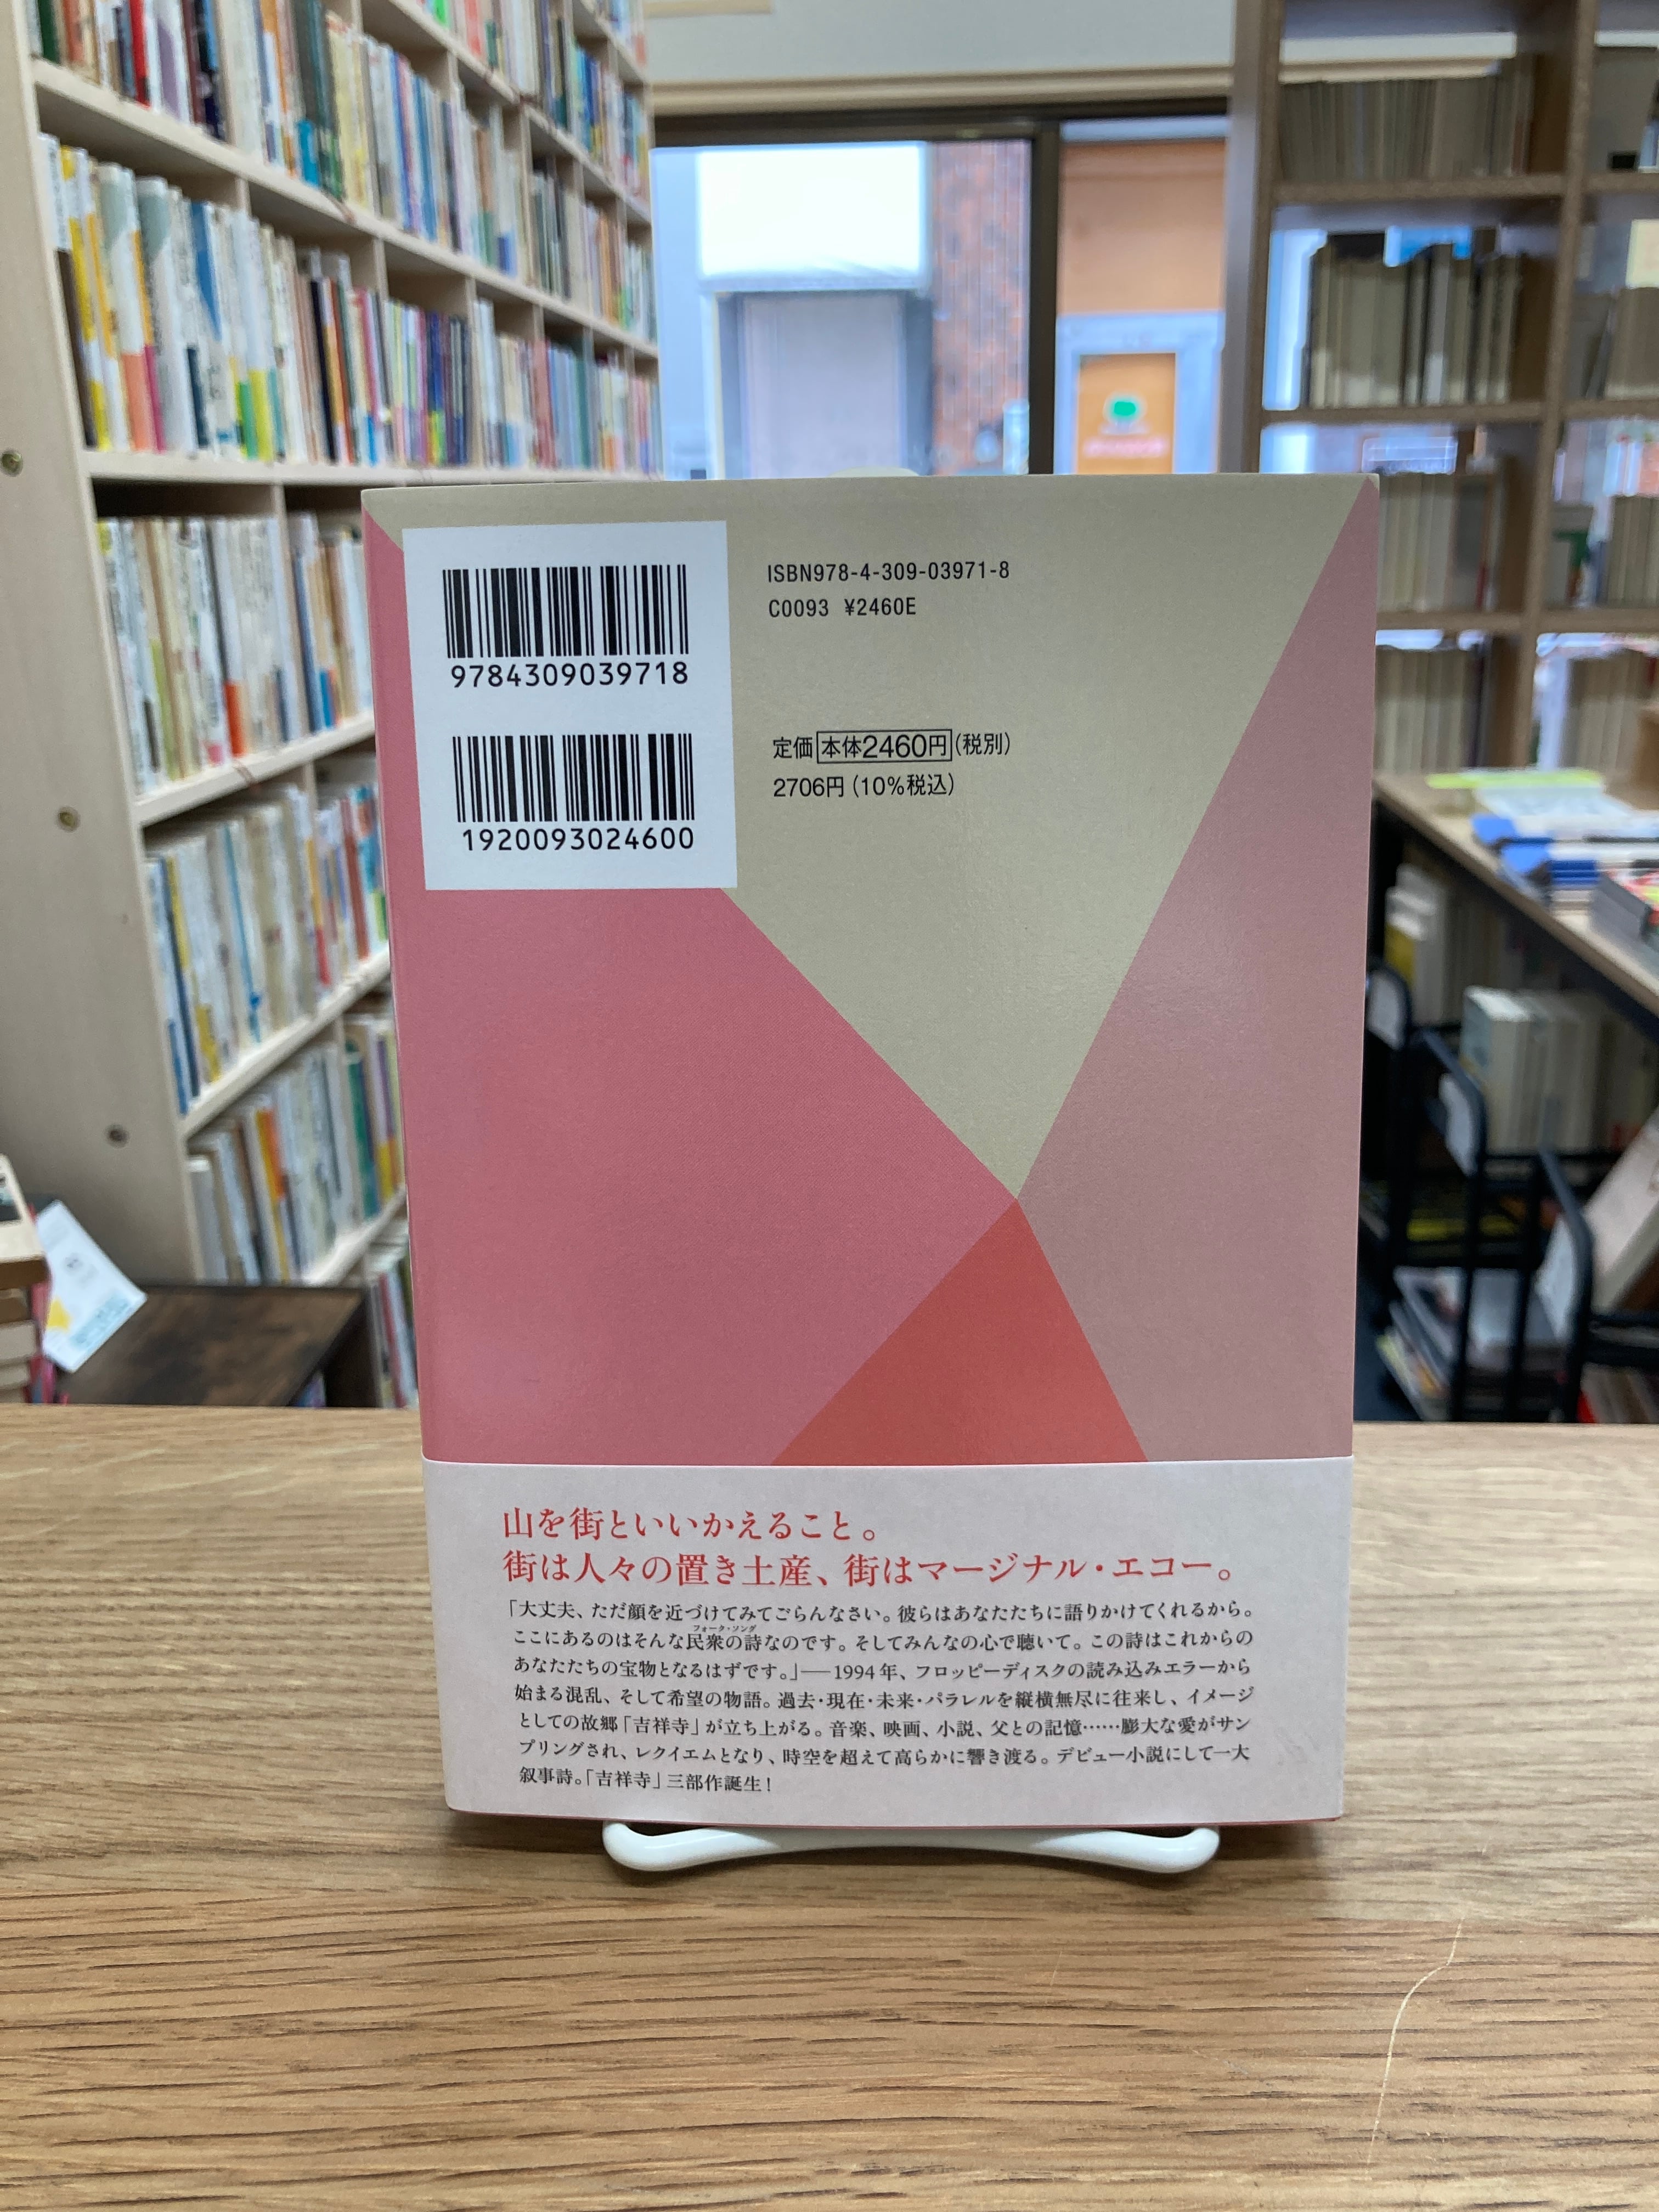 9784309039718
1920093024600
ISBN978-4-309-03971-8
C0093 ¥2460E
定価本体2460円(税別)
2706円(10%税込)
山を街といいかえること。
街は人々の置き土産、街はマージナル・エコー。
「大丈夫、ただ顔を近づけてみてごらんなさい。彼らはあなたたちに語りかけてくれるから。
フォーク・ソング
ここにあるのはそんな民衆の詩なのです。そしてみんなの心で聴いて。この詩はこれからの
あなたたちの宝物となるはずです。」──1994年、フロッピーディスクの読み込みエラーから
始まる混乱、そして希望の物語。過去・現在・未来・パラレルを縦横無尽に往来し、イメージ
としての故郷「吉祥寺」が立ち上がる。音楽、映画、小説、父との記憶……膨大な愛がサン
プリングされ、レクイエムとなり、時空を超えて高らかに響き渡る。デビュー小説にして一大
叙事詩。「吉祥寺」三部作誕生!